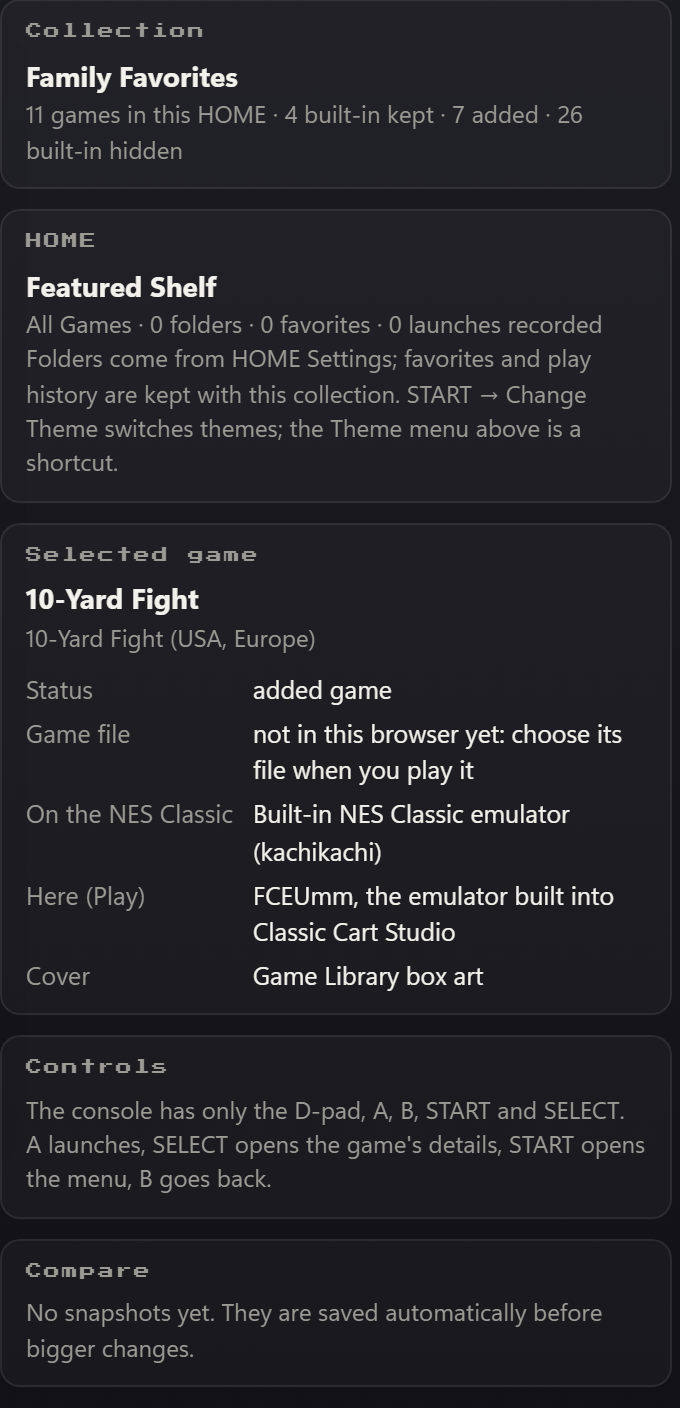 Collection
Family Favorites
11 games in this HOME · 4 built-in kept · 7 added · 26
built-in hidden
HOME
Featured Shelf
All Games · 0 folders · 0 favorites · 0 launches recorded
Folders come from HOME Settings; favorites and play
history are kept with this collection. START → Change
Theme switches themes; the Theme menu above is a
shortcut.
Selected game
10-Yard Fight
10-Yard Fight (USA, Europe)
Status added game
Game file not in this browser yet: choose its
file when you play it
On the NES Classic Built-in NES Classic emulator
(kachikachi)
Here (Play) FCEUmm, the emulator built into
Classic Cart Studio
Cover Game Library box art
Controls
The console has only the D-pad, A, B, START and SELECT.
A launches, SELECT opens the game's details, START opens
the menu, B goes back.
Compare
No snapshots yet. They are saved automatically before
bigger changes.